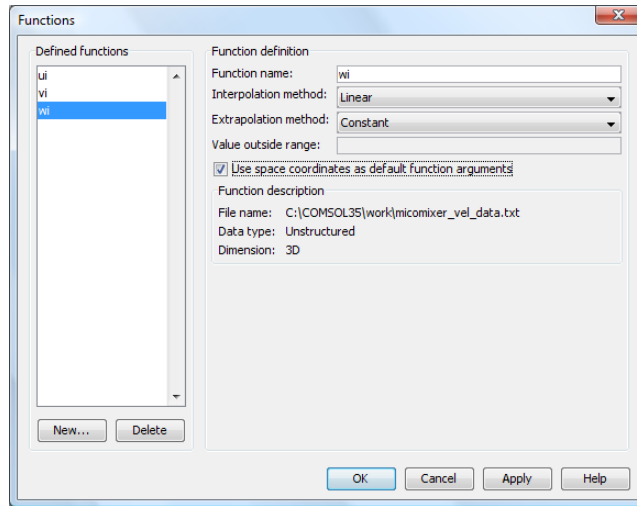 Functions
Defined functions
ui
vi
wi
New...
Delete
Function definition
Function name: wi
Interpolation method: Linear
Extrapolation method: Constant
Value outside range:
Use space coordinates as default function arguments
Function description
File name: C:\COMSOL35\work\micomixer_vel_data.txt
Data type: Unstructured
Dimension: 3D
OK
Cancel
Apply
Help